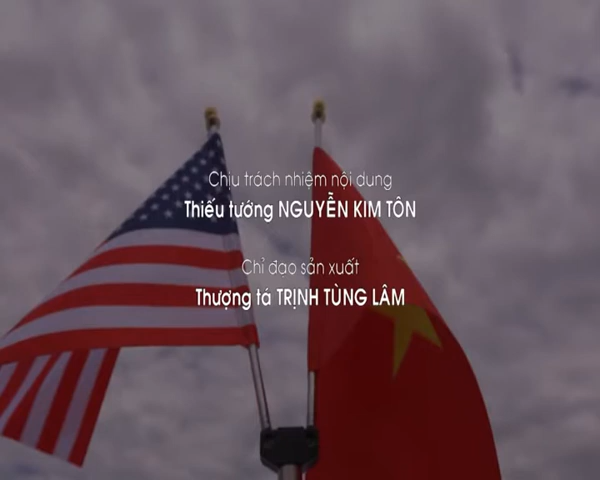 Chịu trách nhiệm nội dung
Thiếu tướng NGUYỄN KIM TÔN
Chỉ đạo sản xuất
Thượng tá TRỊNH TÙNG LÂM